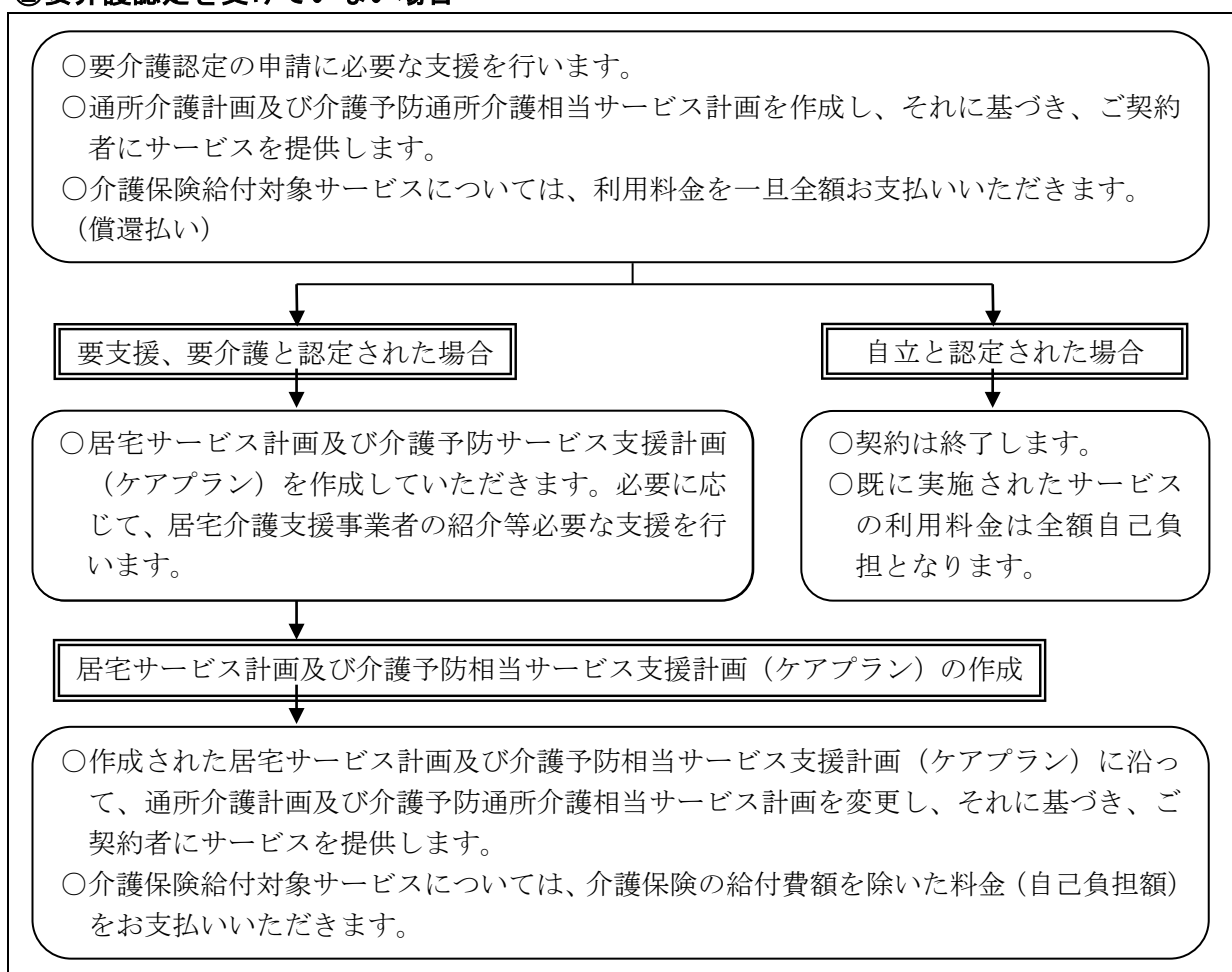 要介護認定を受けていない場合
○要介護認定の申請に必要な支援を行います。
○通所介護計画及び介護予防通所介護相当サービス計画を作成し、それに基づき、ご契約
者にサービスを提供します。
○介護保険給付対象サービスについては、利用料金を一旦全額お支払いいただきます。
（償還払い）
要支援、要介護と認定された場合
自立と認定された場合
○居宅サービス計画及び介護予防サービス支援計画
（ケアプラン）を作成していただきます。必要に応
じて、居宅介護支援事業者の紹介等必要な支援を行
います。
○契約は終了します。
○既に実施されたサービス
の利用料金は全額自己負
担となります。
居宅サービス計画及び介護予防相当サービス支援計画（ケアプラン）の作成
○作成された居宅サービス計画及び介護予防相当サービス支援計画（ケアプラン）に沿っ
て、通所介護計画及び介護予防通所介護相当サービス計画を変更し、それに基づき、ご
契約者にサービスを提供します。
○介護保険給付対象サービスについては、介護保険の給付費額を除いた料金（自己負担額）
をお支払いいただきます。